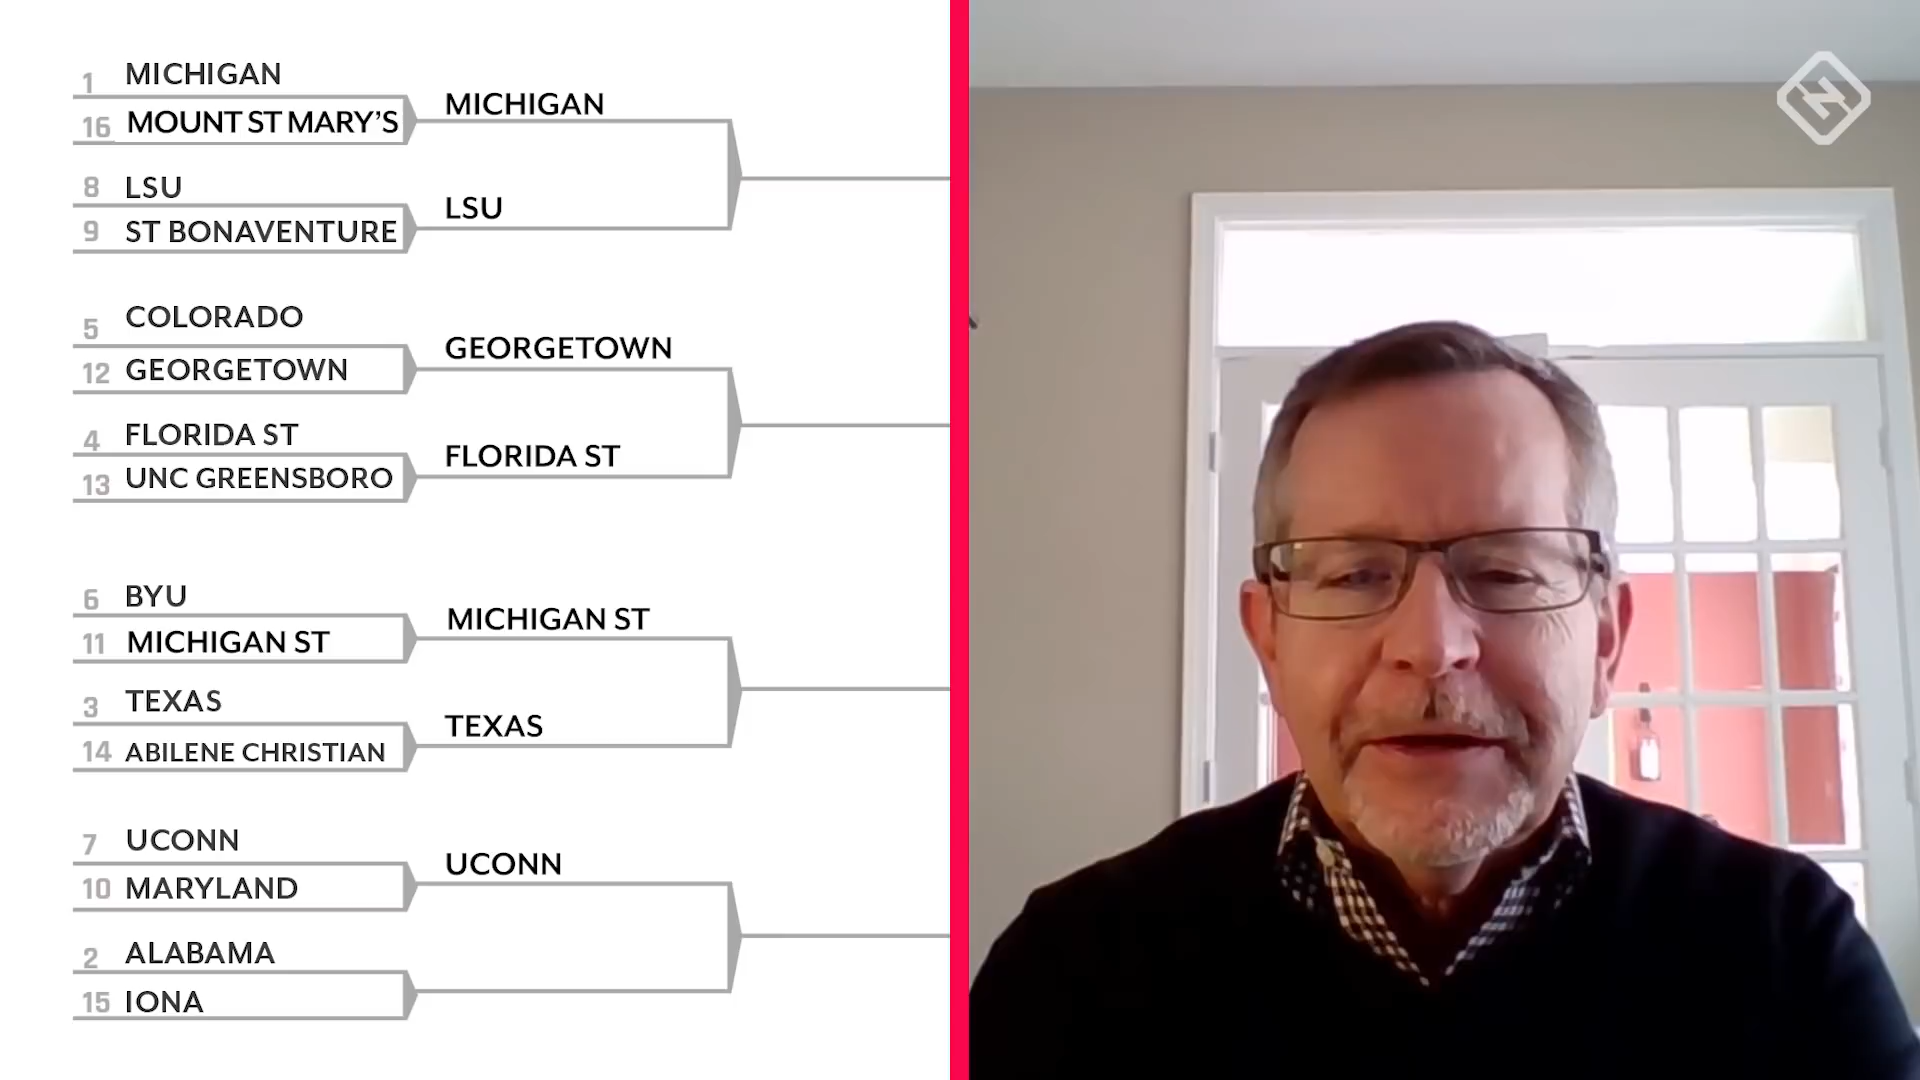 1 MICHIGAN
16 MOUNT ST MARY'S
MICHIGAN
8 LSU
9 ST BONAVENTURE
LSU
5 COLORADO
12 GEORGETOWN
GEORGETOWN
4 FLORIDA ST
13 UNC GREENSBORO
FLORIDA ST
6 BYU
11 MICHIGAN ST
MICHIGAN ST
3 TEXAS
14 ABILENE CHRISTIAN
TEXAS
7 UCONN
10 MARYLAND
UCONN
2 ALABAMA
15 IONA